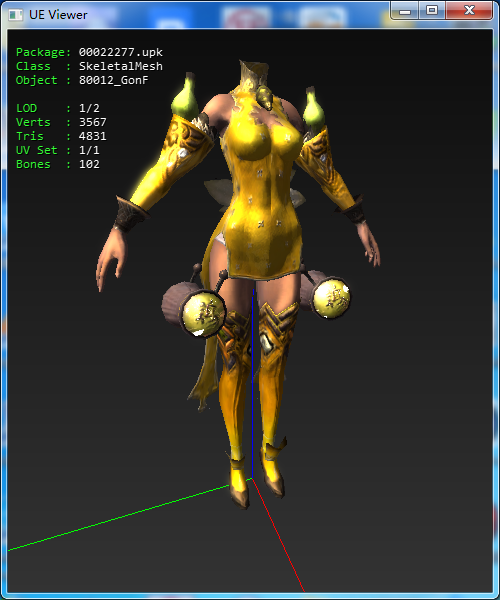 UE Viewer
Package: 00022277.upk
Class : SkeletalMesh
Object : 80012_GonF
LOD : 1/2
Verts : 3567
Tris : 4831
UV Set : 1/1
Bones : 102